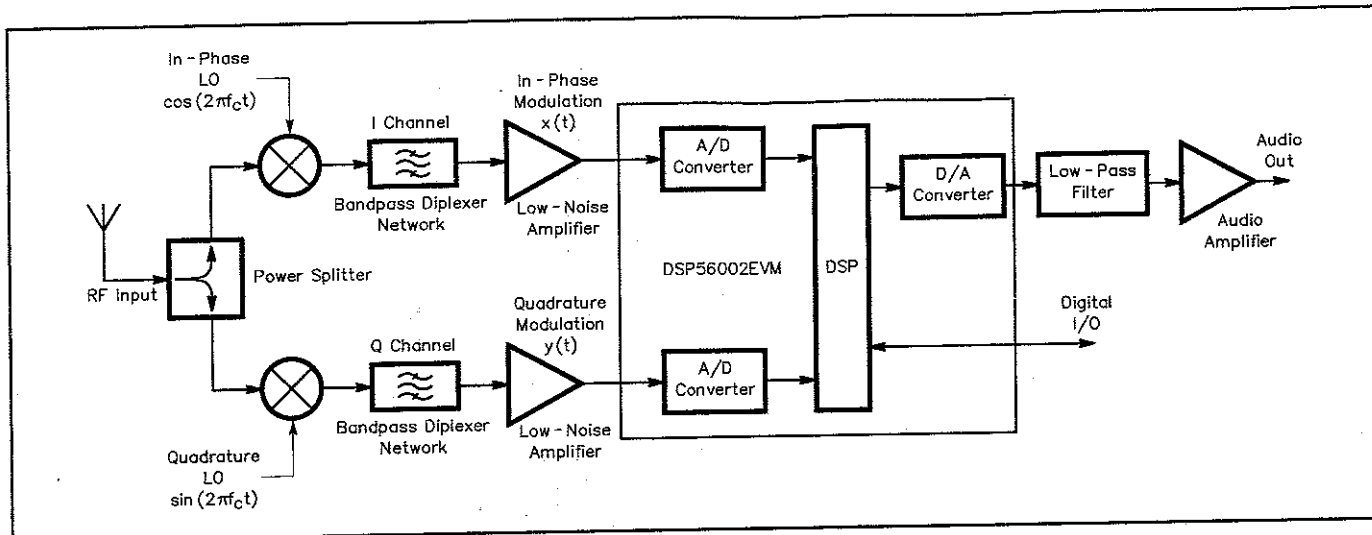 In-Phase
LO
cos(2πf_ct)
I Channel
Bandpass Diplexer
Network
In-Phase
Modulation
x(t)
Low-Noise
Amplifier
A/D
Converter
D/A
Converter
Low-Pass
Filter
Audio
Out
Audio
Amplifier
RF Input
Power Splitter
DSP56002EVM
DSP
Digital
I/O
Quadrature
Modulation
y(t)
Q Channel
Bandpass Diplexer
Network
Low-Noise
Amplifier
A/D
Converter
Quadrature
LO
sin(2πf_ct)